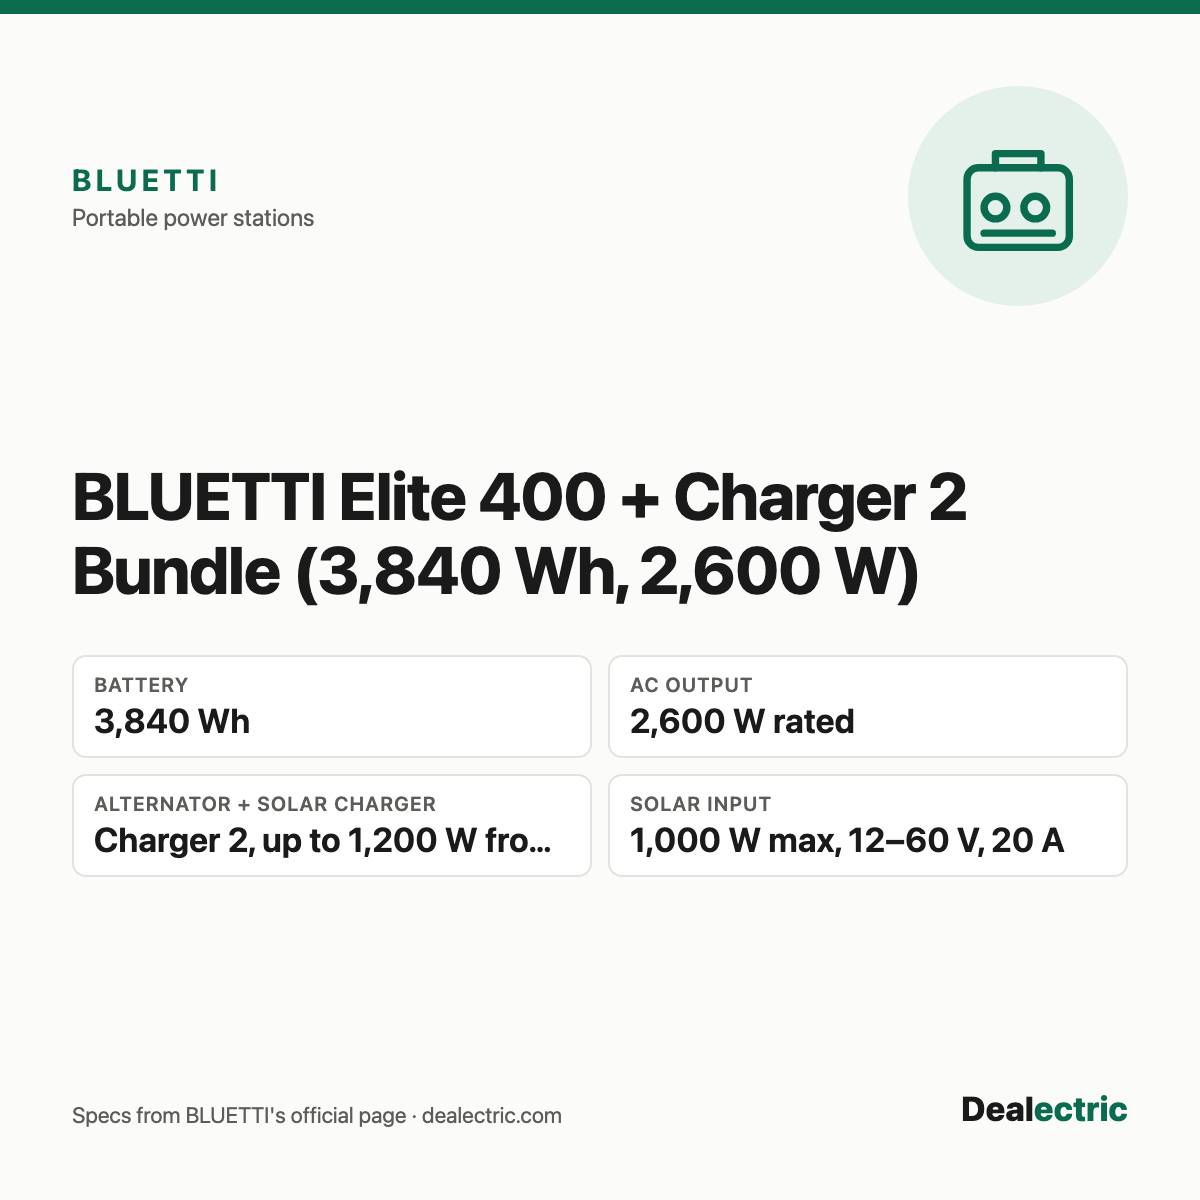 BLUETTI
Portable power stations
BLUETTI Elite 400 + Charger 2
Bundle (3,840 Wh, 2,600 W)
BATTERY
3,840 Wh
AC OUTPUT
2,600 W rated
ALTERNATOR + SOLAR CHARGER
Charger 2, up to 1,200 W fro...
SOLAR INPUT
1,000 W max, 12–60 V, 20 A
Specs from BLUETTI's official page · dealectric.com
Dealectric